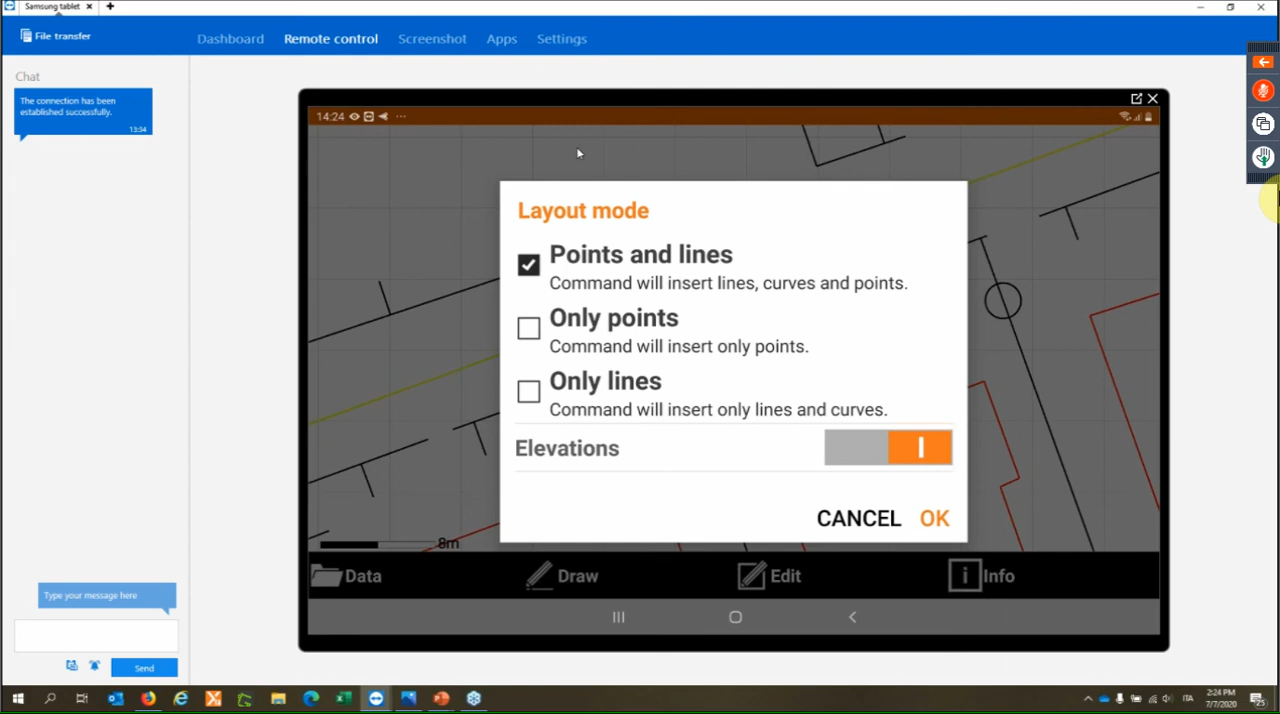 Samsung tablet
File transfer
Dashboard
Remote control
Screenshot
Apps
Settings
Chat
The connection has been
established successfully.
13:34
14:24
Layout mode
Points and lines
Command will insert lines, curves and points.
Only points
Command will insert only points.
Only lines
Command will insert only lines and curves.
Elevations
CANCEL
OK
8m
Data
Draw
Edit
Info
Type your message here
Send
ITA
2:24 PM
7/7/2020
25